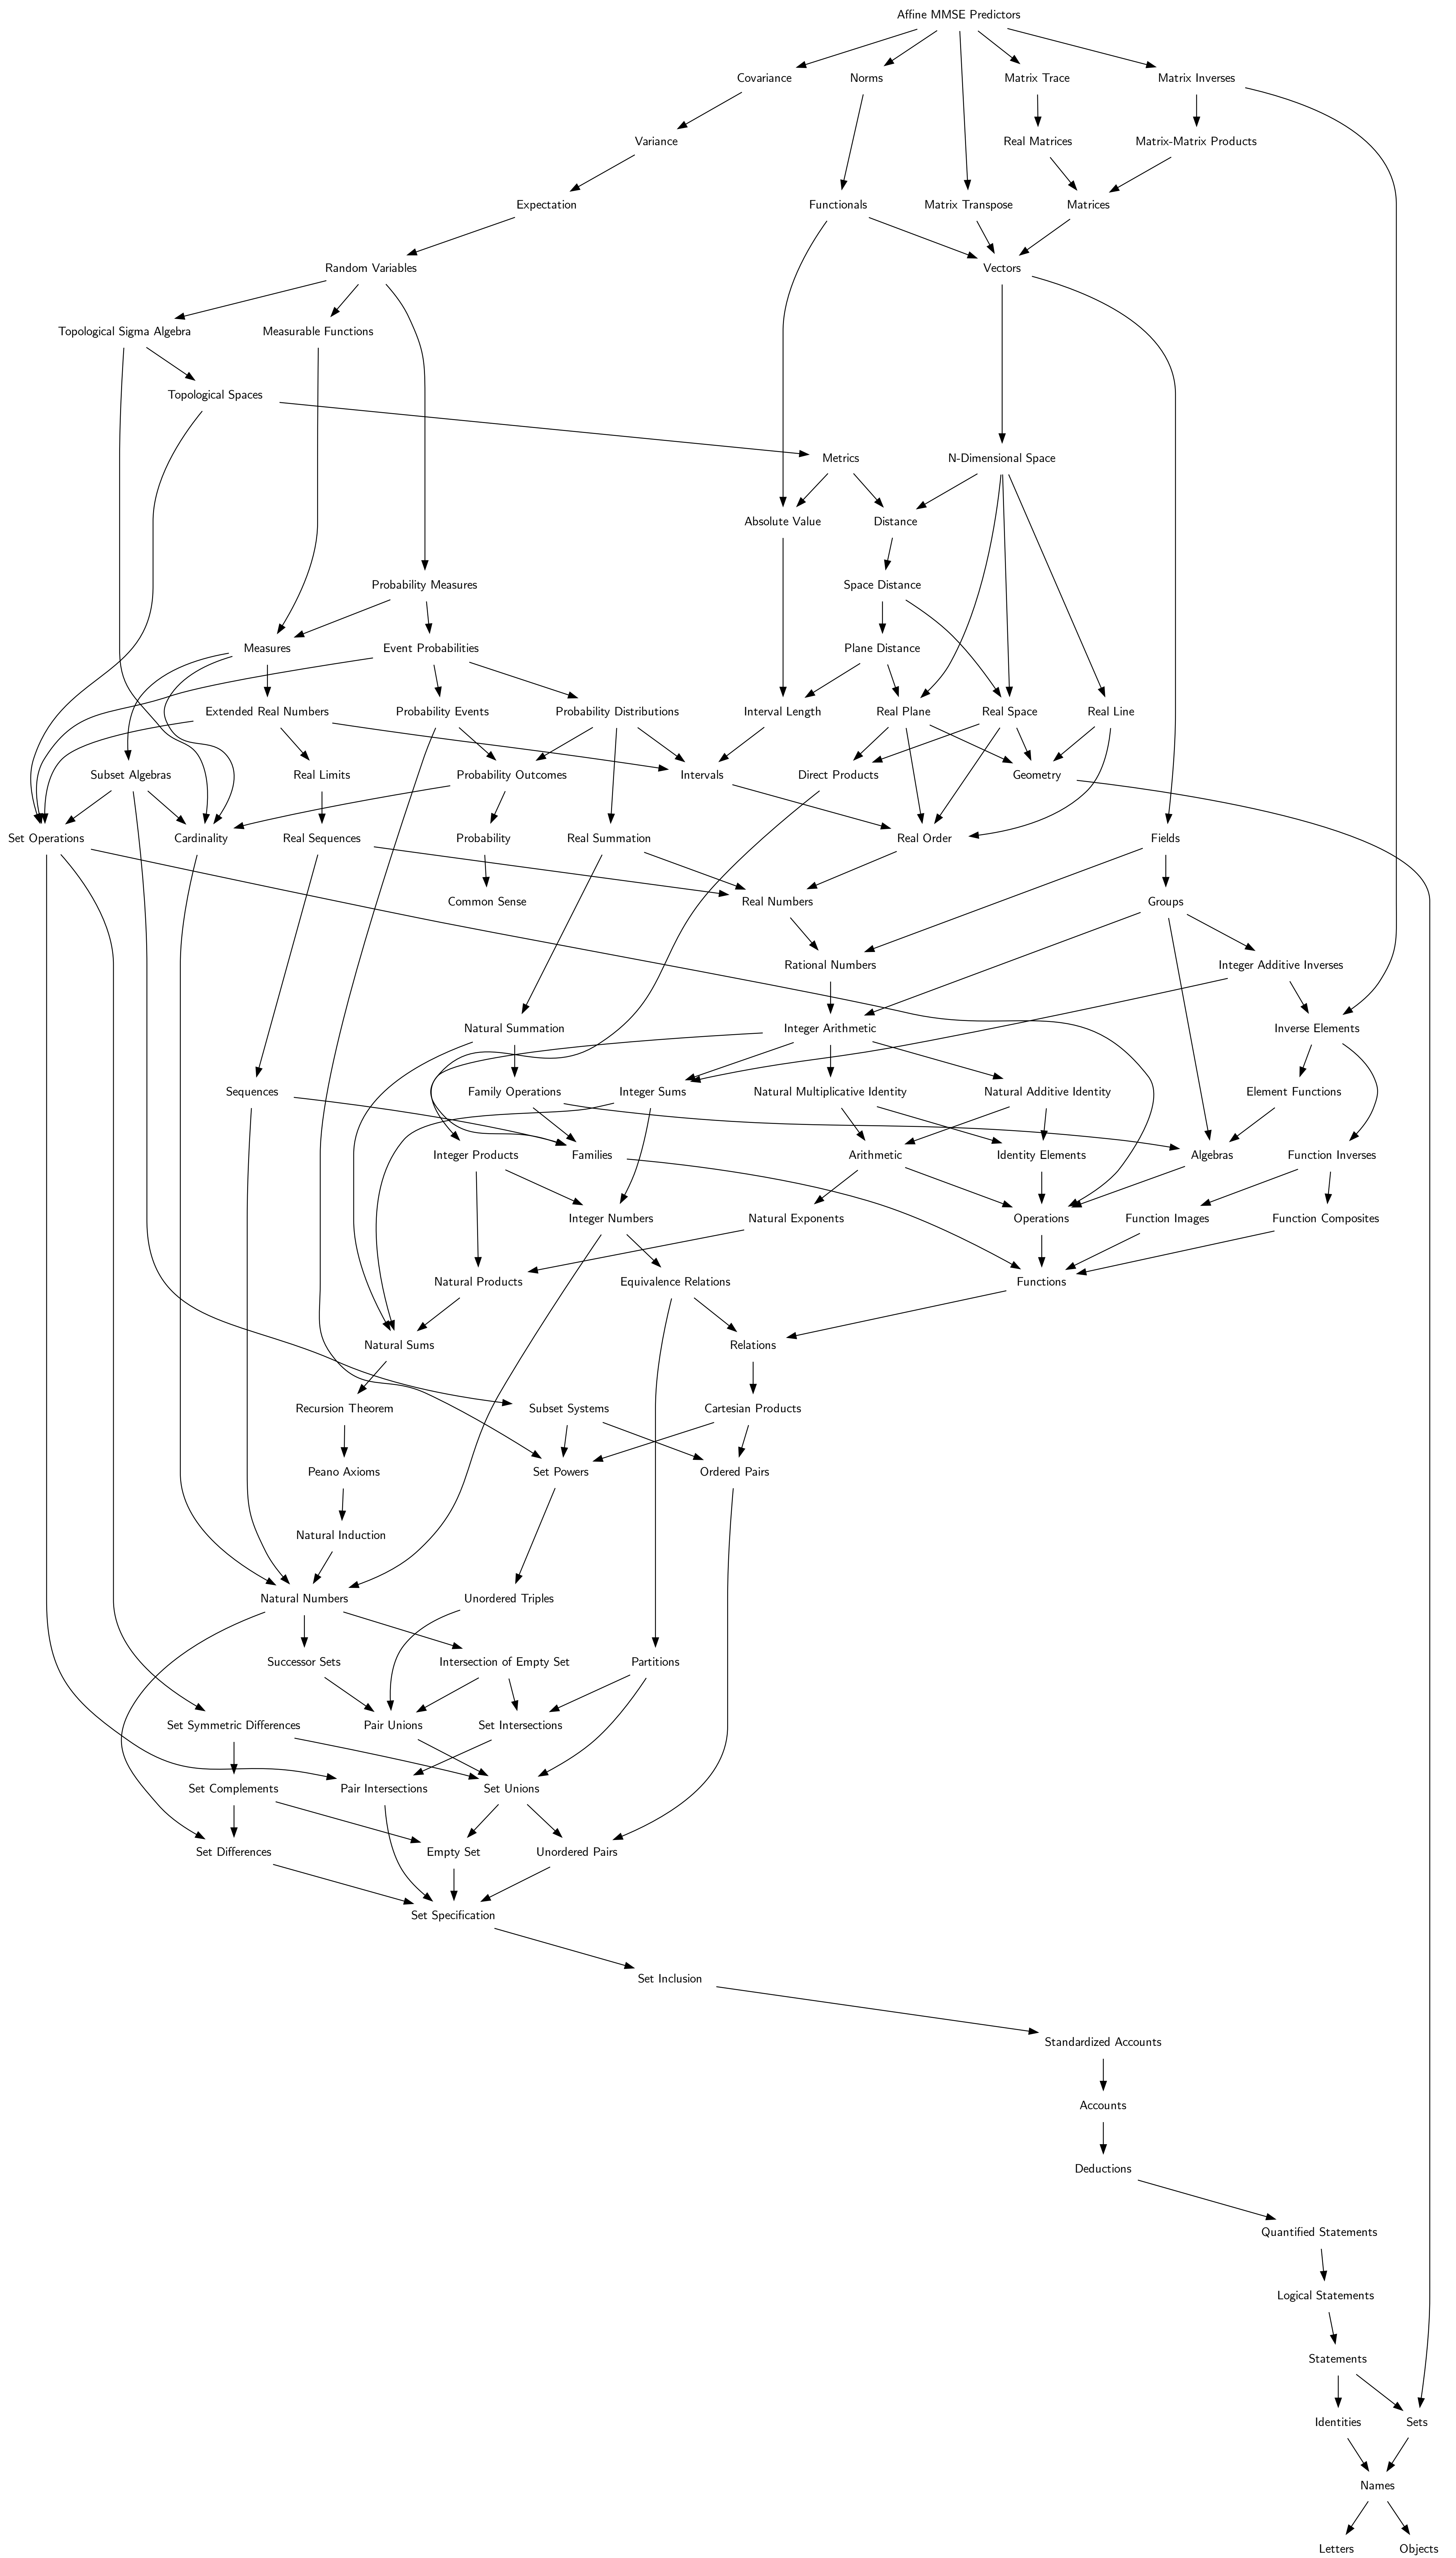 Affine MMSE Predictors
Covariance
Norms
Matrix Trace
Matrix Inverses
Variance
Real Matrices
Matrix-Matrix Products
Expectation
Functionals
Matrix Transpose
Matrices
Random Variables
Vectors
Topological Sigma Algebra
Measurable Functions
Topological Spaces
Metrics
N-Dimensional Space
Absolute Value
Distance
Probability Measures
Space Distance
Measures
Event Probabilities
Plane Distance
Extended Real Numbers
Probability Events
Probability Distributions
Interval Length
Real Plane
Real Space
Real Line
Subset Algebras
Real Limits
Probability Outcomes
Intervals
Direct Products
Geometry
Set Operations
Cardinality
Real Sequences
Probability
Real Summation
Real Order
Fields
Common Sense
Real Numbers
Groups
Rational Numbers
Integer Additive Inverses
Natural Summation
Integer Arithmetic
Inverse Elements
Sequences
Family Operations
Integer Sums
Natural Multiplicative Identity
Natural Additive Identity
Element Functions
Integer Products
Families
Arithmetic
Identity Elements
Algebras
Function Inverses
Integer Numbers
Natural Exponents
Operations
Function Images
Function Composites
Natural Products
Equivalence Relations
Functions
Natural Sums
Relations
Recursion Theorem
Subset Systems
Cartesian Products
Peano Axioms
Set Powers
Ordered Pairs
Natural Induction
Natural Numbers
Unordered Triples
Successor Sets
Intersection of Empty Set
Partitions
Set Symmetric Differences
Pair Unions
Set Intersections
Set Complements
Pair Intersections
Set Unions
Set Differences
Empty Set
Unordered Pairs
Set Specification
Set Inclusion
Standardized Accounts
Accounts
Deductions
Quantified Statements
Logical Statements
Statements
Identities
Sets
Names
Letters
Objects